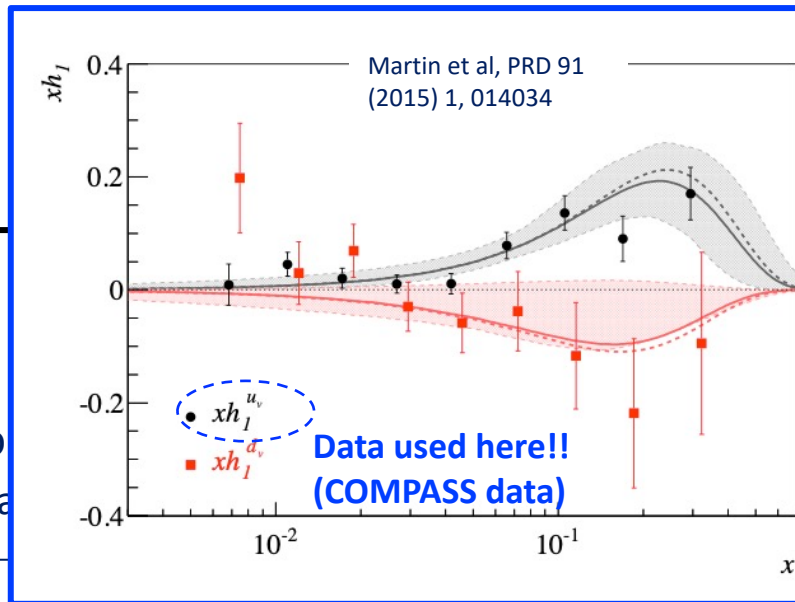 Martin et al, PRD 91
(2015) 1, 014034
xh₁
0.4
0.2
0
-0.2
-0.4
xh₁ᵘᵛ
xh₁ᵈᵛ
Data used here!!
(COMPASS data)
10⁻²
10⁻¹
x